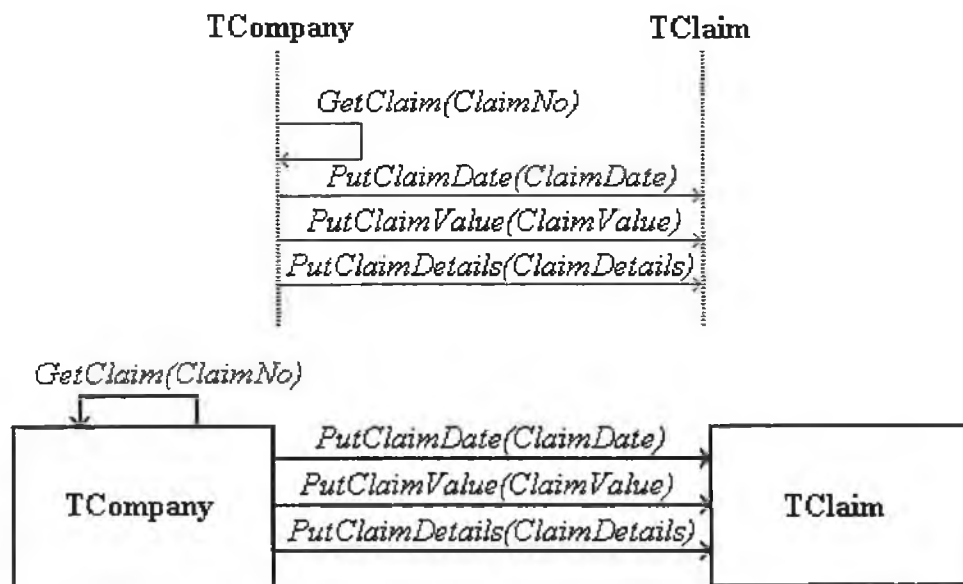 TCompany TClaim
GetClaim(ClaimNo)
PutClaimDate(ClaimDate)
PutClaimValue(ClaimValue)
PutClaimDetails(ClaimDetails)
GetClaim(ClaimNo)
PutClaimDate(ClaimDate)
PutClaimValue(ClaimValue)
TCompany TClaim
PutClaimDetails(ClaimDetails)